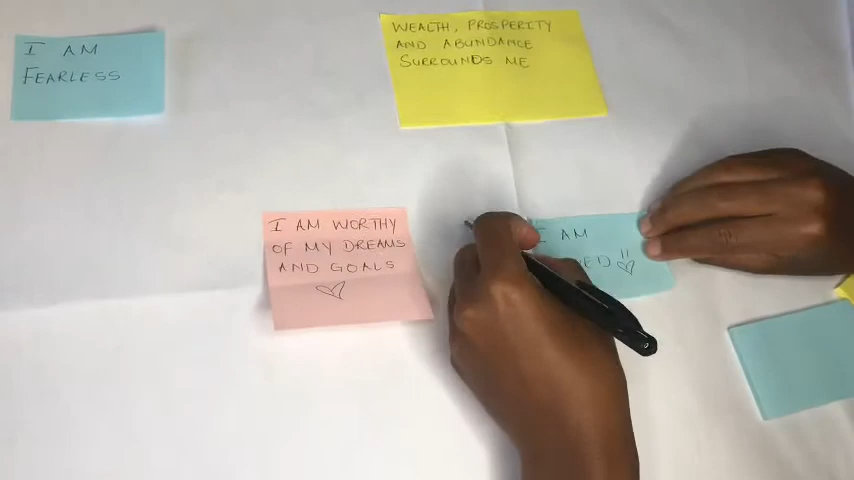 I AM
FEARLESS
WEALTH, PROSPERITY
AND ABUNDANCE
SURROUNDS ME
I AM WORTHY
OF MY DREAMS
AND GOALS
I AM